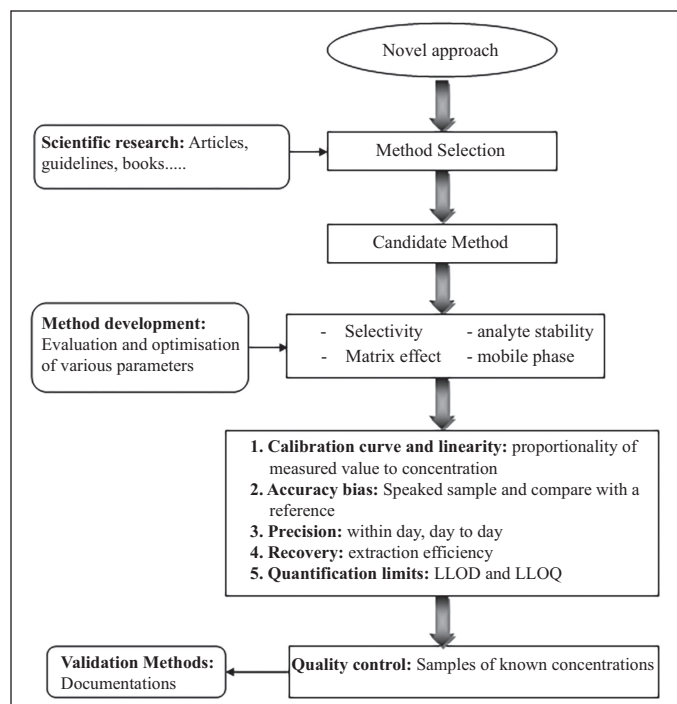 Novel approach
Scientific research: Articles,
guidelines, books.....
Method Selection
Candidate Method
Method development:
Evaluation and optimisation
of various parameters
- Selectivity - analyte stability
- Matrix effect - mobile phase
1. Calibration curve and linearity: proportionality of
measured value to concentration
2. Accuracy bias: Speaked sample and compare with a
reference
3. Precision: within day, day to day
4. Recovery: extraction efficiency
5. Quantification limits: LLOD and LLOQ
Validation Methods:
Documentations
Quality control: Samples of known concentrations